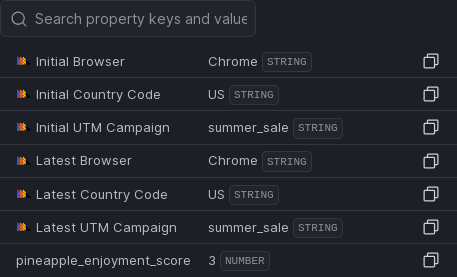 Search property keys and value
Initial Browser Chrome STRING
Initial Country Code US STRING
Initial UTM Campaign summer_sale STRING
Latest Browser Chrome STRING
Latest Country Code US STRING
Latest UTM Campaign summer_sale STRING
pineapple_enjoyment_score 3 NUMBER